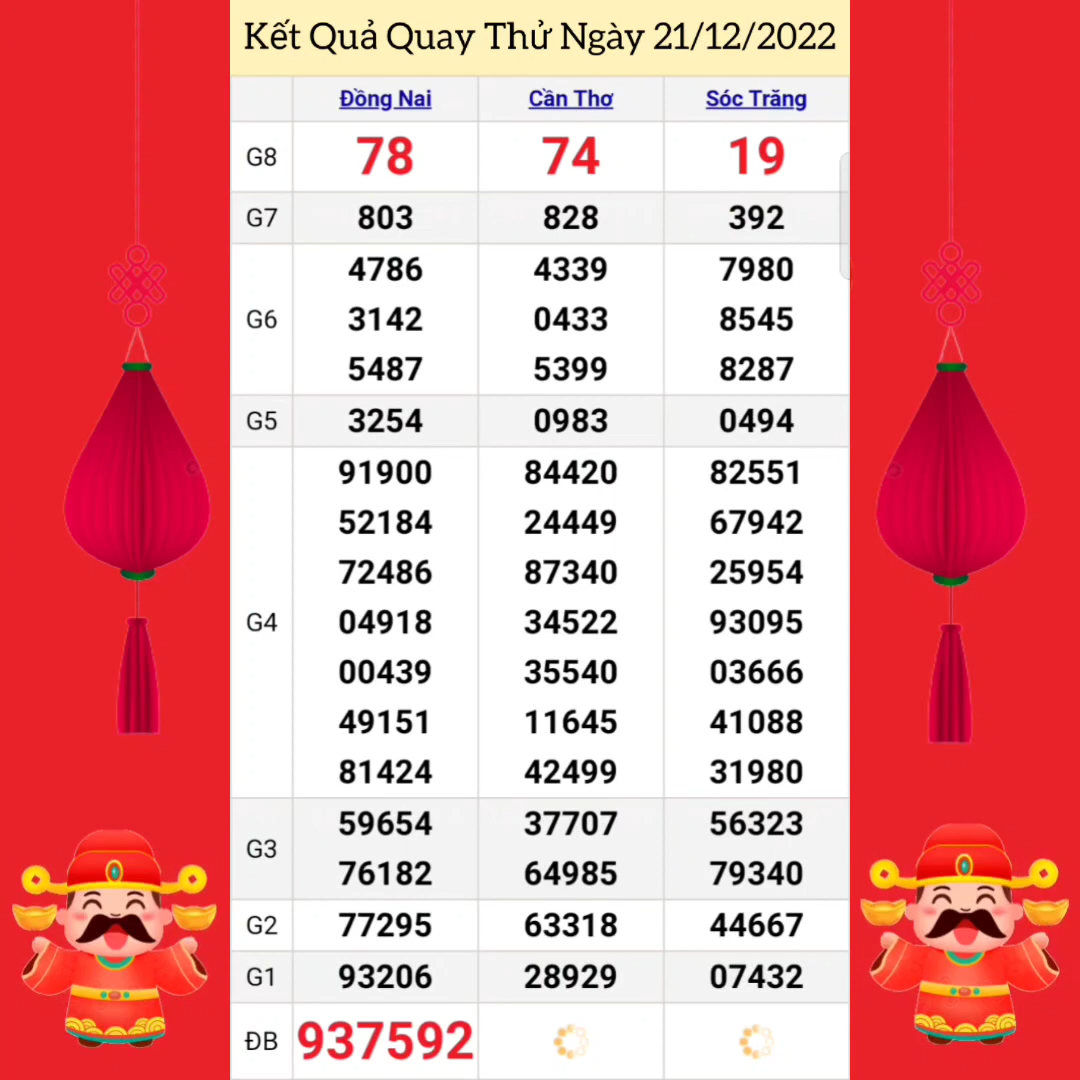 Kết Quả Quay Thử Ngày 21/12/2022
Đồng Nai Cần Thơ Sóc Trăng
G8 78 74 19
G7 803 828 392
4786 4339 7980
G6 3142 0433 8545
5487 5399 8287
G5 3254 0983 0494
91900 84420 82551
52184 24449 67942
72486 87340 25954
G4 04918 34522 93095
00439 35540 03666
49151 11645 41088
81424 42499 31980
G3 59654 37707 56323
76182 64985 79340
G2 77295 63318 44667
G1 93206 28929 07432
ĐB 937592